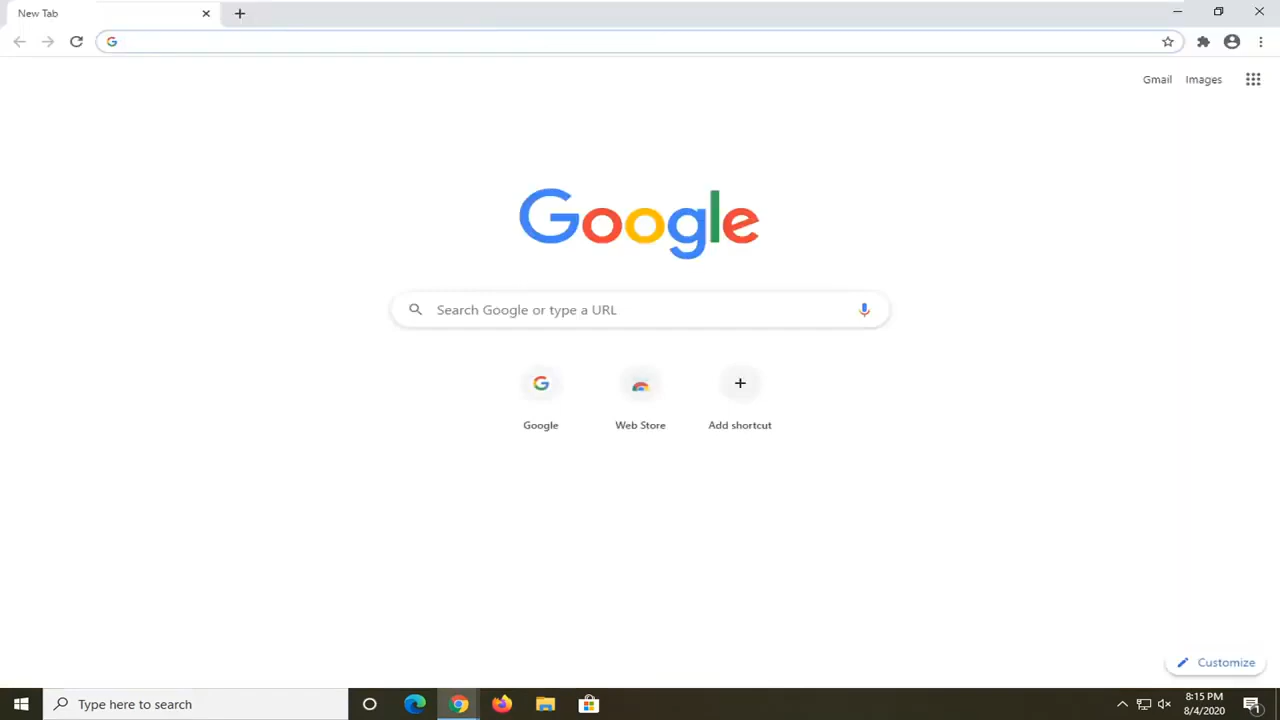 New Tab
Gmail Images
Google
Search Google or type a URL
Google Web Store Add shortcut
Customize
Type here to search
8:15 PM
8/4/2020
1